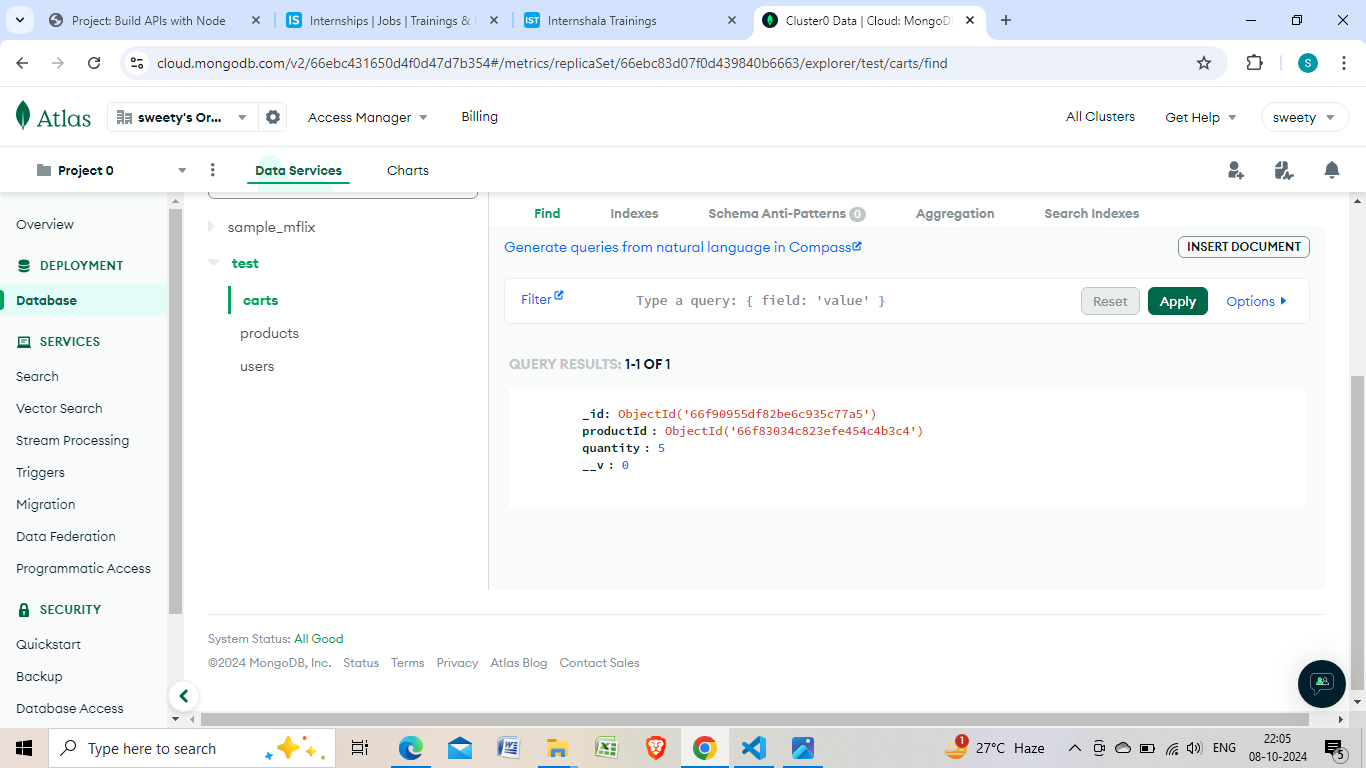 Project: Build APIs with Node
Internships | Jobs | Trainings &
Internshala Trainings
Cluster0 Data | Cloud: MongoD
cloud.mongodb.com/v2/66ebc431650d4f0d47d7b354#/metrics/replicaSet/66ebc83d07f0d439840b6663/explorer/test/carts/find
S
Atlas
sweety's Or...
Access Manager
Billing
All Clusters
Get Help
sweety
Project 0
Data Services
Charts
Overview
DEPLOYMENT
Database
SERVICES
Search
Vector Search
Stream Processing
Triggers
Migration
Data Federation
Programmatic Access
SECURITY
Quickstart
Backup
Database Access
sample_mflix
test
carts
products
users
Find Indexes Schema Anti-Patterns 0 Aggregation Search Indexes
Generate queries from natural language in Compass
INSERT DOCUMENT
Filter
Type a query: { field: 'value' }
Reset
Apply
Options
QUERY RESULTS: 1-1 OF 1
_id: ObjectId('66f90955df82be6c935c77a5')
productId : ObjectId('66f83034c823efe454c4b3c4')
quantity : 5
__v : 0
System Status: All Good
©2024 MongoDB, Inc. Status Terms Privacy Atlas Blog Contact Sales
Type here to search
1
27°C Haze
ENG
22:05
08-10-2024
5